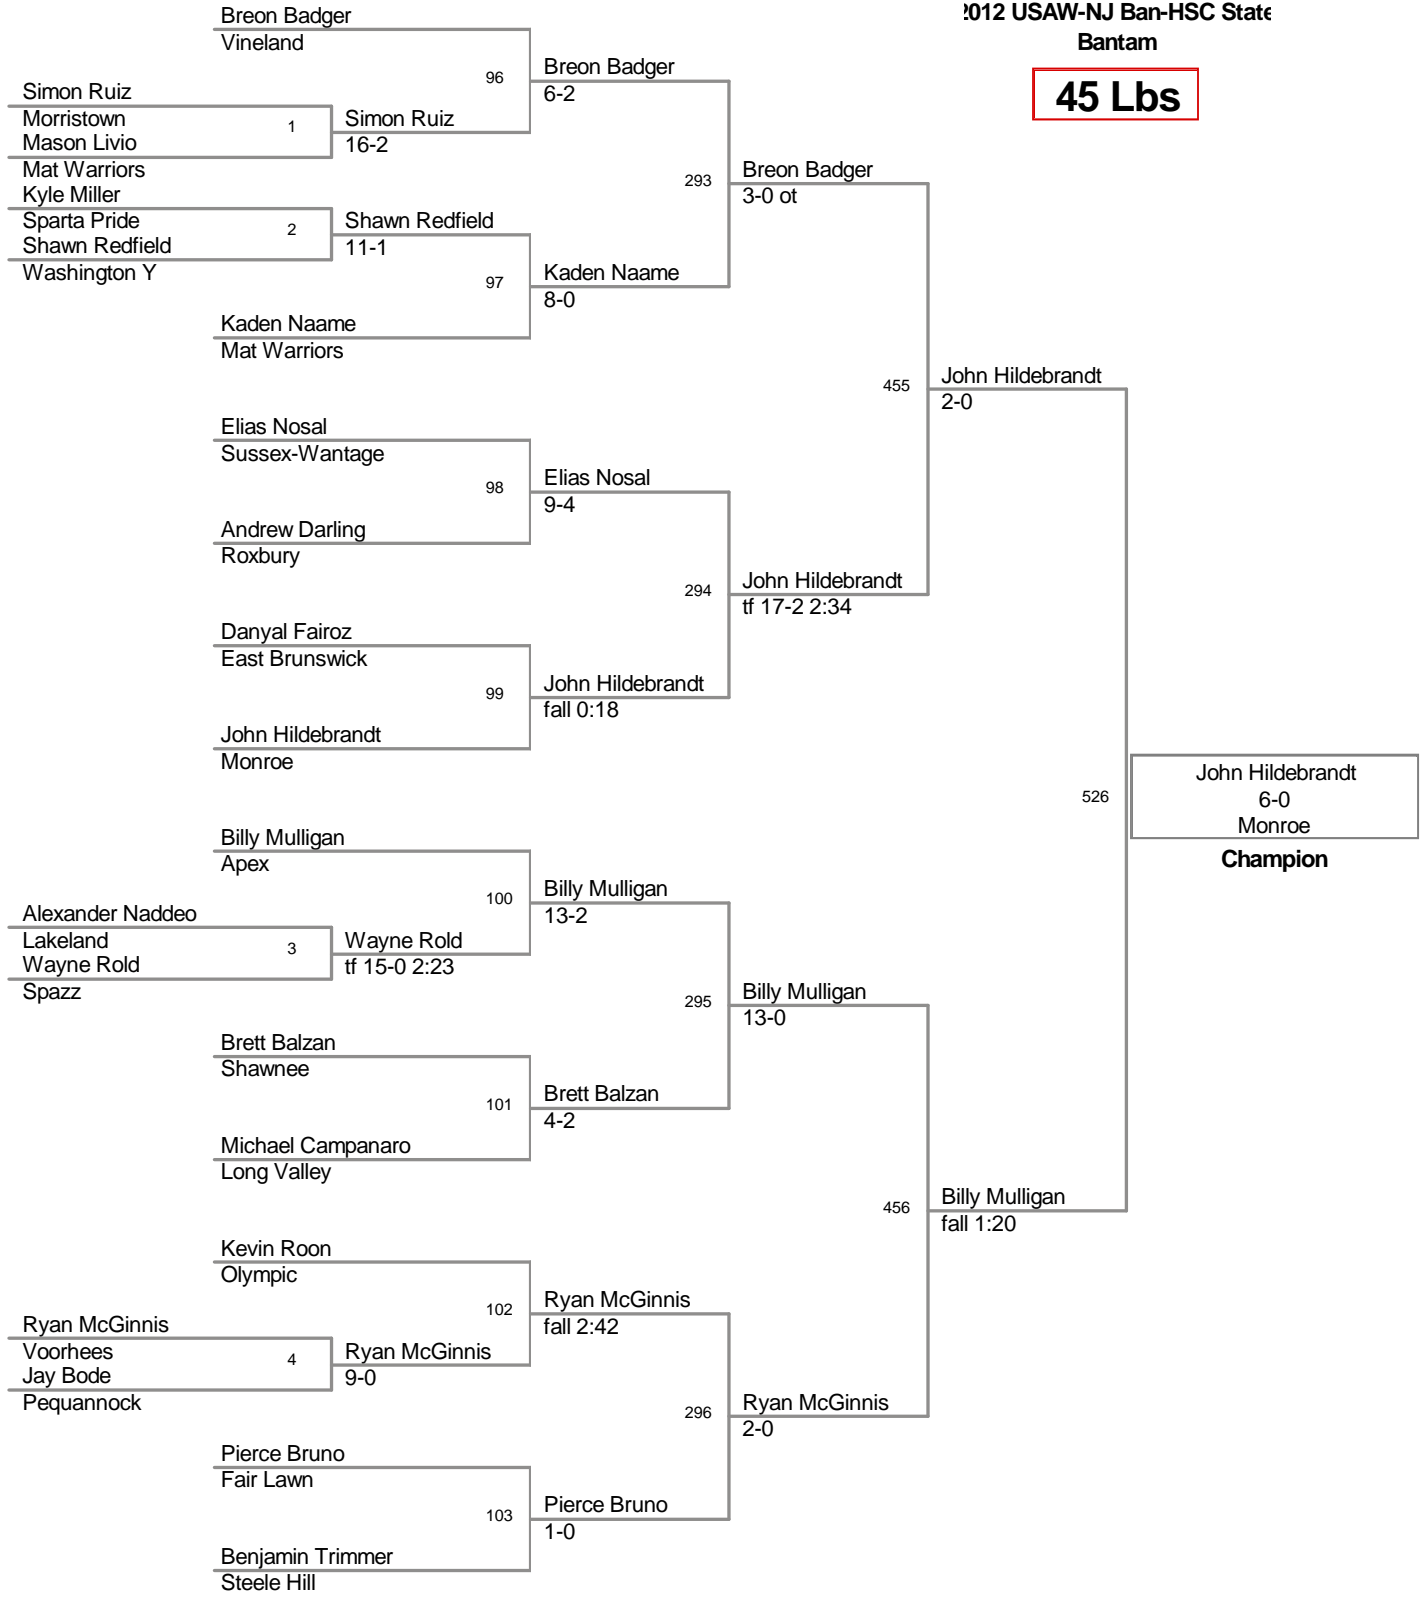 2012 USAW-NJ Ban-HSC State
Bantam
45 Lbs
Breon Badger
Vineland
96
Breon Badger
6-2
Simon Ruiz
Morristown
1
Simon Ruiz
16-2
Mason Livio
Mat Warriors
293
Breon Badger
3-0 ot
Kyle Miller
Sparta Pride
2
Shawn Redfield
11-1
Shawn Redfield
Washington Y
97
Kaden Naame
8-0
Kaden Naame
Mat Warriors
455
John Hildebrandt
2-0
Elias Nosal
Sussex-Wantage
98
Elias Nosal
9-4
Andrew Darling
Roxbury
294
John Hildebrandt
tf 17-2 2:34
Danyal Fairoz
East Brunswick
99
John Hildebrandt
fall 0:18
John Hildebrandt
Monroe
526
John Hildebrandt
6-0
Monroe
Champion
Billy Mulligan
Apex
100
Billy Mulligan
13-2
Alexander Naddeo
Lakeland
3
Wayne Rold
tf 15-0 2:23
Wayne Rold
Spazz
295
Billy Mulligan
13-0
Brett Balzan
Shawnee
101
Brett Balzan
4-2
Michael Campanaro
Long Valley
456
Billy Mulligan
fall 1:20
Kevin Roon
Olympic
102
Ryan McGinnis
fall 2:42
Ryan McGinnis
Voorhees
4
Ryan McGinnis
9-0
Jay Bode
Pequannock
296
Ryan McGinnis
2-0
Pierce Bruno
Fair Lawn
103
Pierce Bruno
1-0
Benjamin Trimmer
Steele Hill